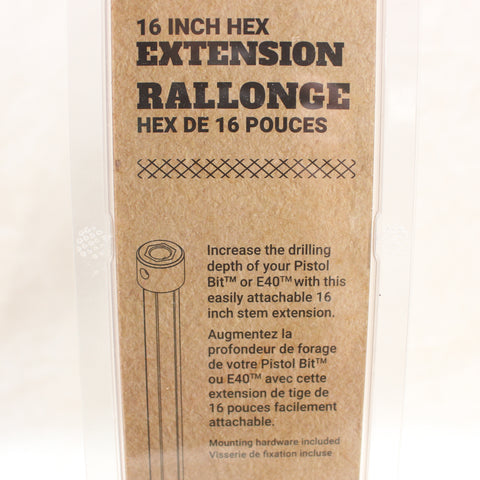 16 INCH HEX
EXTENSION
RALLONGE
HEX DE 16 POUCES
Increase the drilling
depth of your Pistol
Bit™ or E40™ with this
easily attachable 16
inch stem extension.
Augmentez la
profondeur de forage
de votre Pistol Bit™
ou E40™ avec cette
extension de tige de
16 pouces facilement
attachable.
Mounting hardware included
Visserie de fixation incluse